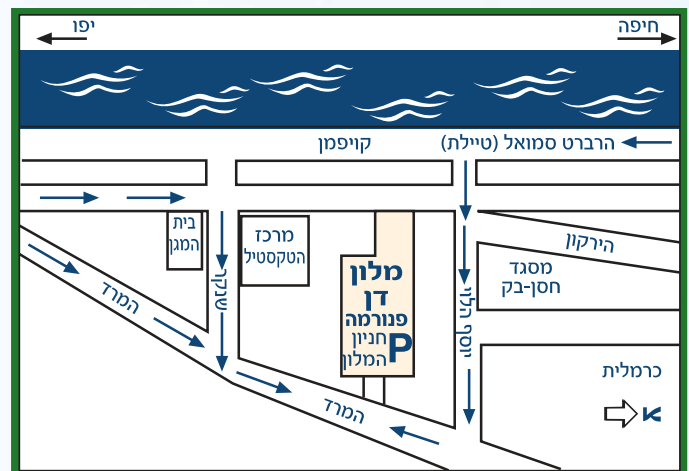 חיפה
יפו
הרברט סמואל (טיילת)
קויפמן
הירקון
מסגד
חסן-בק
יוסף הלוי
מרכז
הטקסטיל
בית
המגן
שנקר
מלון
דן
פנורמה
חניון
המלון
P
המרד
המרד
כרמלית